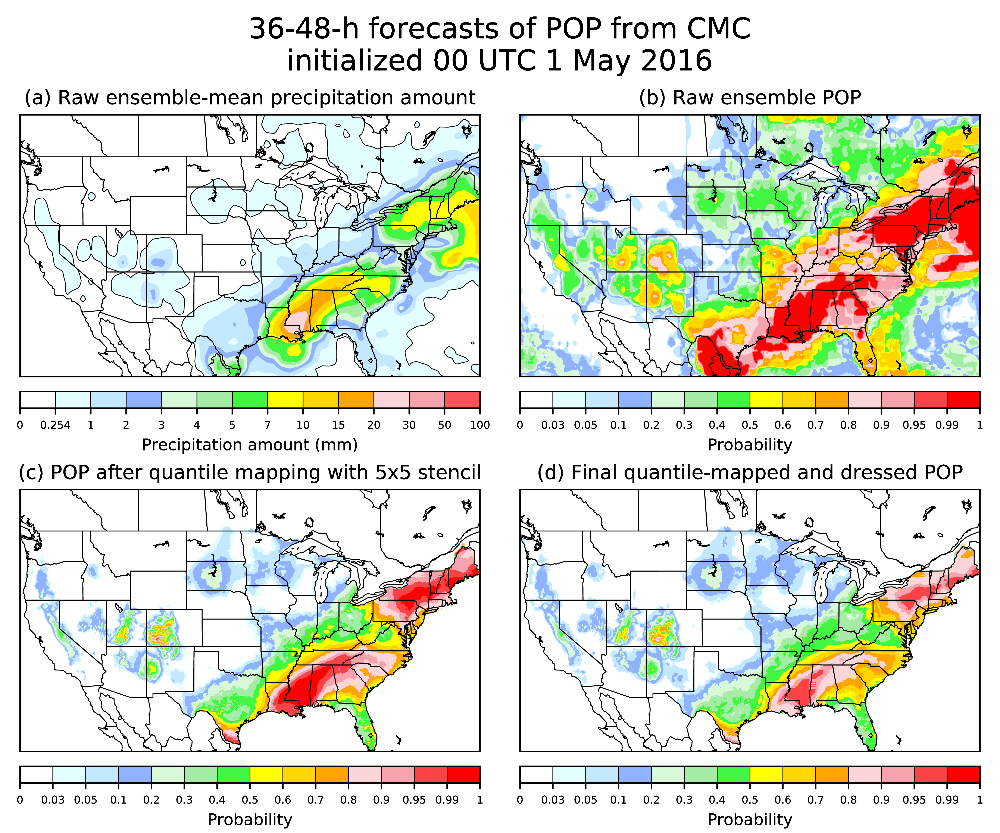 36-48-h forecasts of POP from CMC
initialized 00 UTC 1 May 2016
(a) Raw ensemble-mean precipitation amount
(b) Raw ensemble POP
0 0.254 1 2 3 4 5 7 10 15 20 30 50 100
Precipitation amount (mm)
0 0.03 0.05 0.1 0.2 0.3 0.4 0.5 0.6 0.7 0.8 0.9 0.95 0.99 1
Probability
(c) POP after quantile mapping with 5x5 stencil
(d) Final quantile-mapped and dressed POP
0 0.03 0.05 0.1 0.2 0.3 0.4 0.5 0.6 0.7 0.8 0.9 0.95 0.99 1
Probability
0 0.03 0.05 0.1 0.2 0.3 0.4 0.5 0.6 0.7 0.8 0.9 0.95 0.99 1
Probability